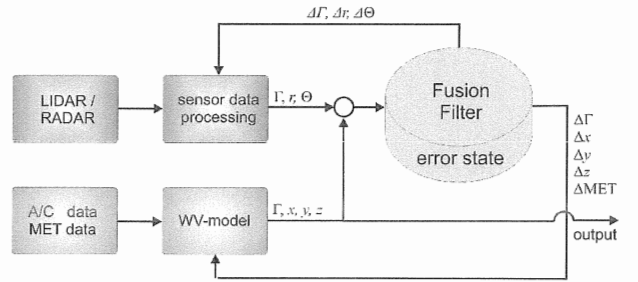 ΔΓ, Δr, ΔΘ
LIDAR /
RADAR
sensor data
processing
Γ, r, Θ
Fusion
Filter
error state
ΔΓ
Δx
Δy
Δz
ΔMET
A/C data
MET data
WV-model
Γ, x, y, z
output